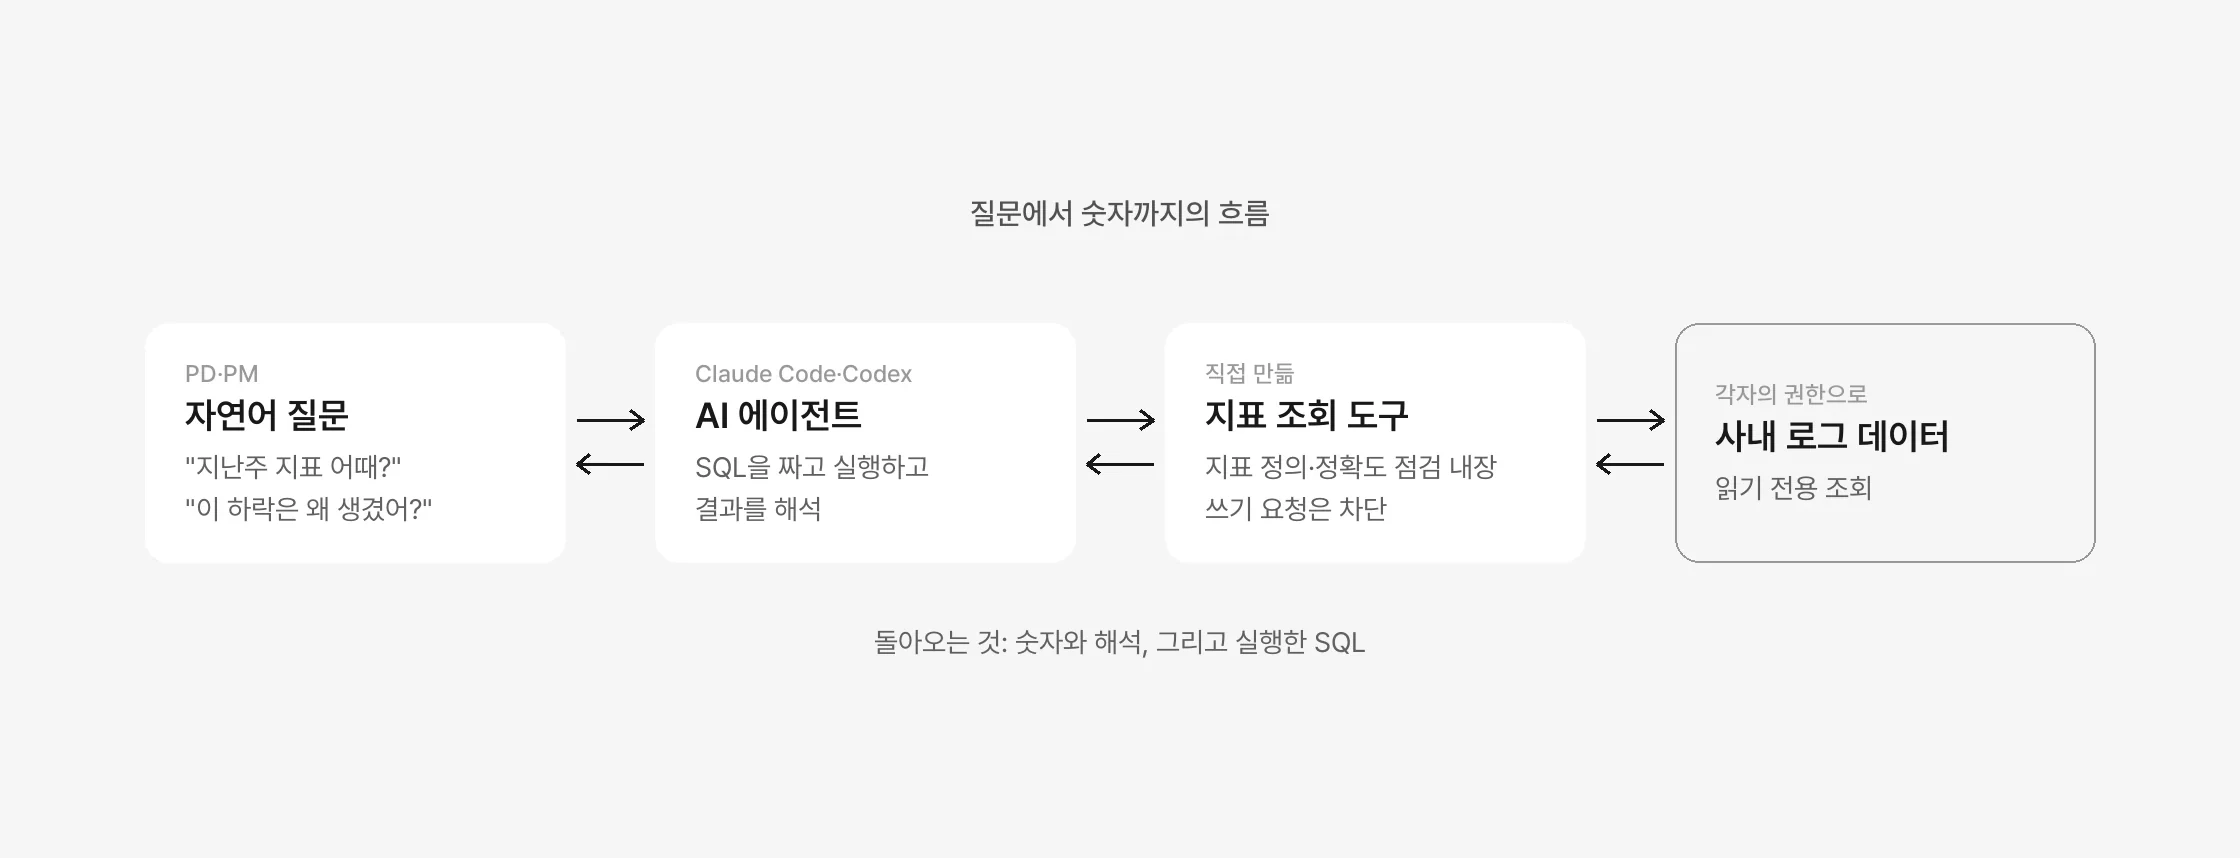 질문에서 숫자까지의 흐름
PD·PM
자연어 질문
"지난주 지표 어때?"
"이 하락은 왜 생겼어?"
Claude Code·Codex
AI 에이전트
SQL을 짜고 실행하고
결과를 해석
직접 만듦
지표 조회 도구
지표 정의·정확도 점검 내장
쓰기 요청은 차단
각자의 권한으로
사내 로그 데이터
읽기 전용 조회
돌아오는 것: 숫자와 해석, 그리고 실행한 SQL